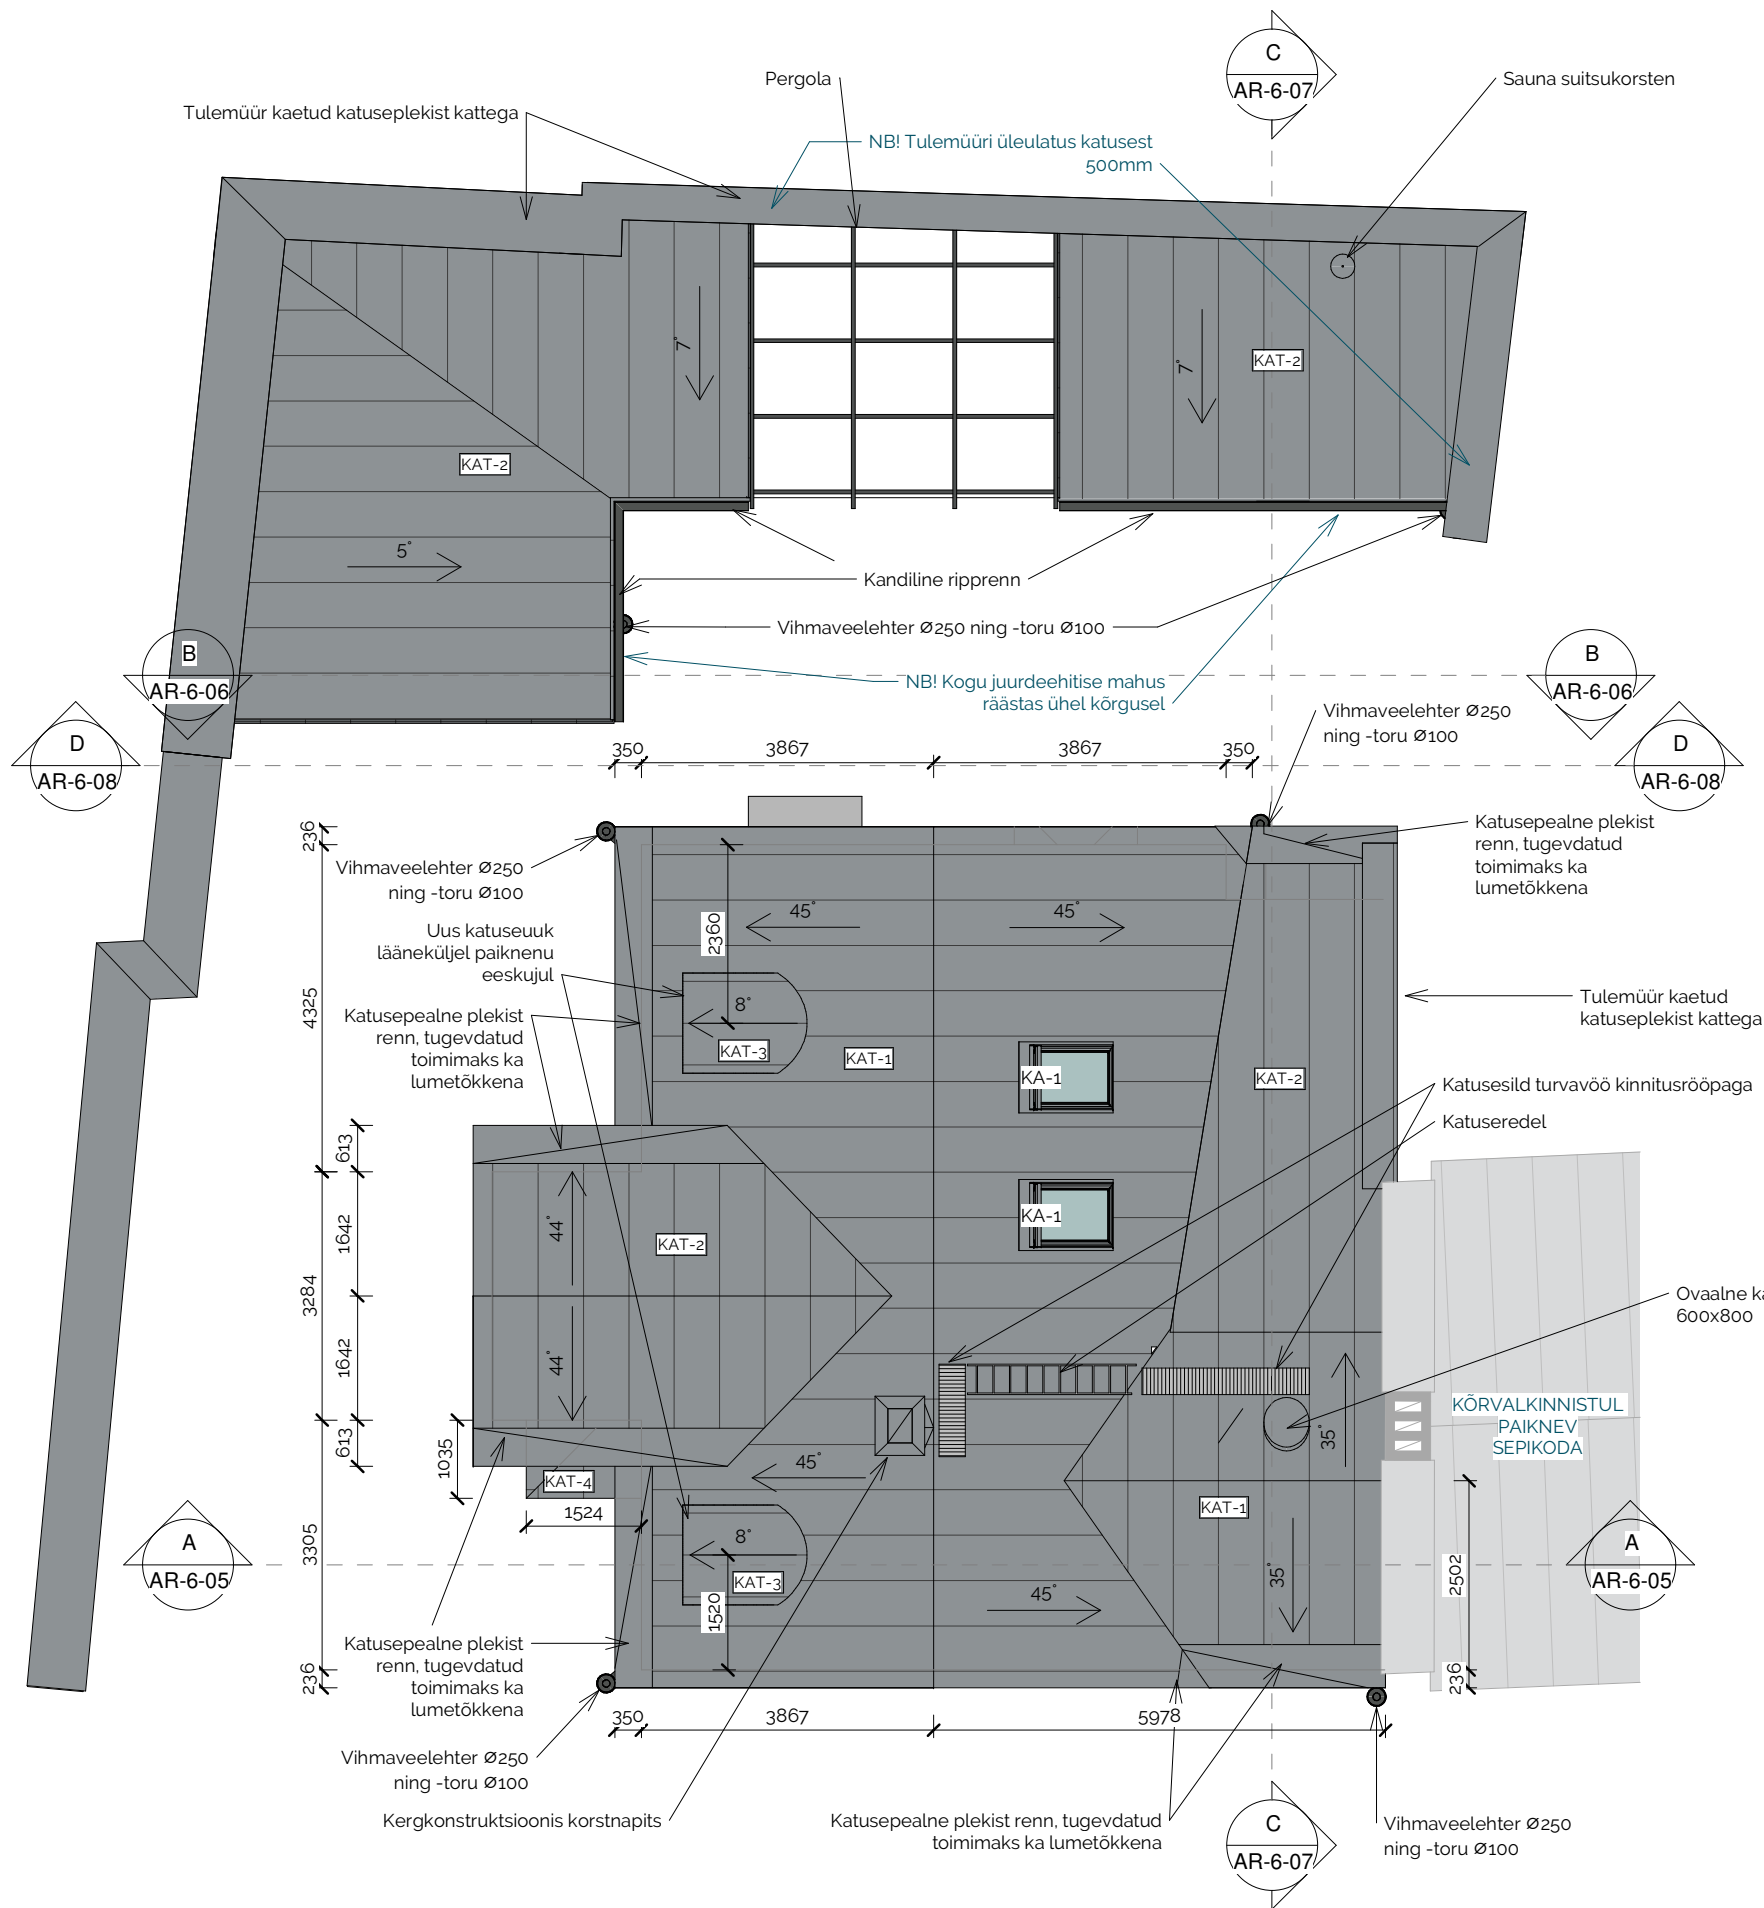 C
AR-6-07
Pergola
Sauna suitsukorsten
Tulemüür kaetud katuseplekist kattega
NB! Tulemüüri üleulatus katusest
500mm
7°
7°
KAT-2
KAT-2
5°
Kandiline ripprenn
Vihmaveelehter Ø250 ning -toru Ø100
B
AR-6-06
B
AR-6-06
NB! Kogu juurdeehitise mahus
räästas ühel kõrgusel
D
AR-6-08
D
AR-6-08
Vihmaveelehter Ø250
ning -toru Ø100
350
3867
3867
350
236
Vihmaveelehter Ø250
ning -toru Ø100
Katusepealne plekist
renn, tugevdatud
toimimaks ka
lumetõkkena
2360
45°
45°
Uus katuseuuk
lääneküljel paiknenu
eeskujul
4325
8°
KAT-3
KAT-1
Katusepealne plekist
renn, tugevdatud
toimimaks ka
lumetõkkena
KA-1
KAT-2
Tulemüür kaetud
katuseplekist kattega
Katusesild turvavöö kinnitusrööpaga
Katuseredel
613
1642
3284
1642
613
44°
44°
KAT-2
KA-1
Ovaalne ka
600x800
KÕRVALKINNISTUL
PAIKNEV
SEPIKODA
35°
1035
KAT-4
1524
45°
KAT-1
A
AR-6-05
A
AR-6-05
3305
8°
KAT-3
1520
45°
35°
2502
236
236
Katusepealne plekist
renn, tugevdatud
toimimaks ka
lumetõkkena
350
3867
5978
Vihmaveelehter Ø250
ning -toru Ø100
Kergkonstruktsioonis korstnapits
Katusepealne plekist renn, tugevdatud
toimimaks ka lumetõkkena
C
AR-6-07
Vihmaveelehter Ø250
ning -toru Ø100